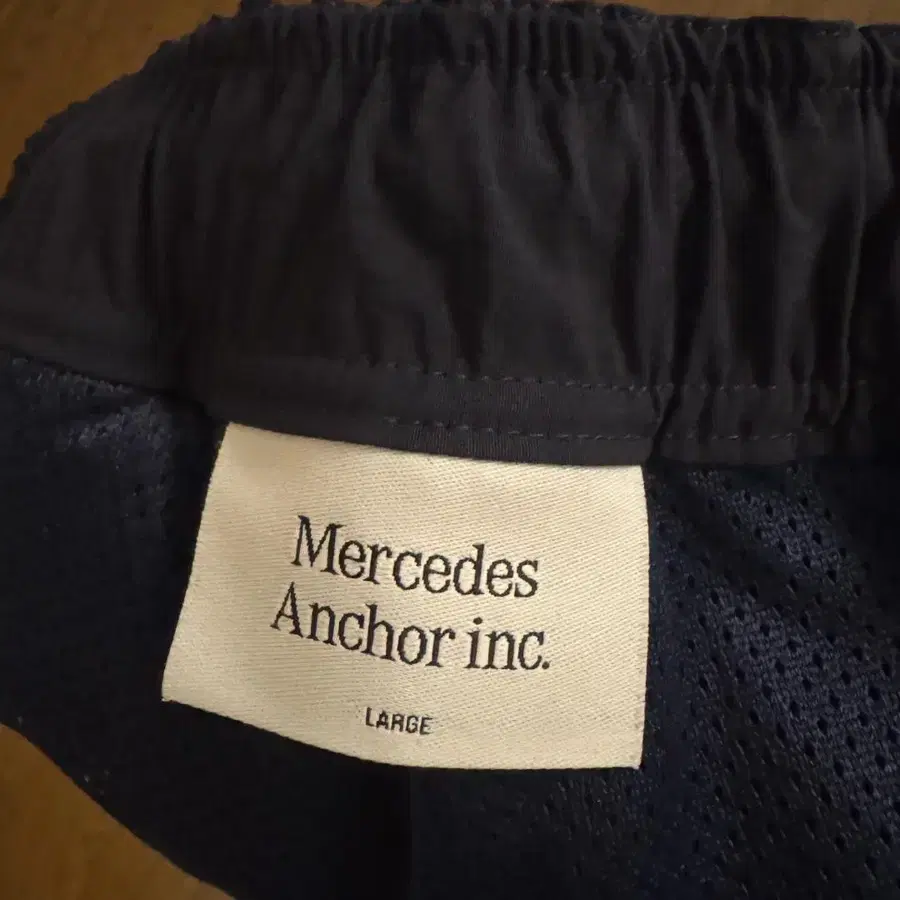 Mercedes
Anchor inc.
LARGE